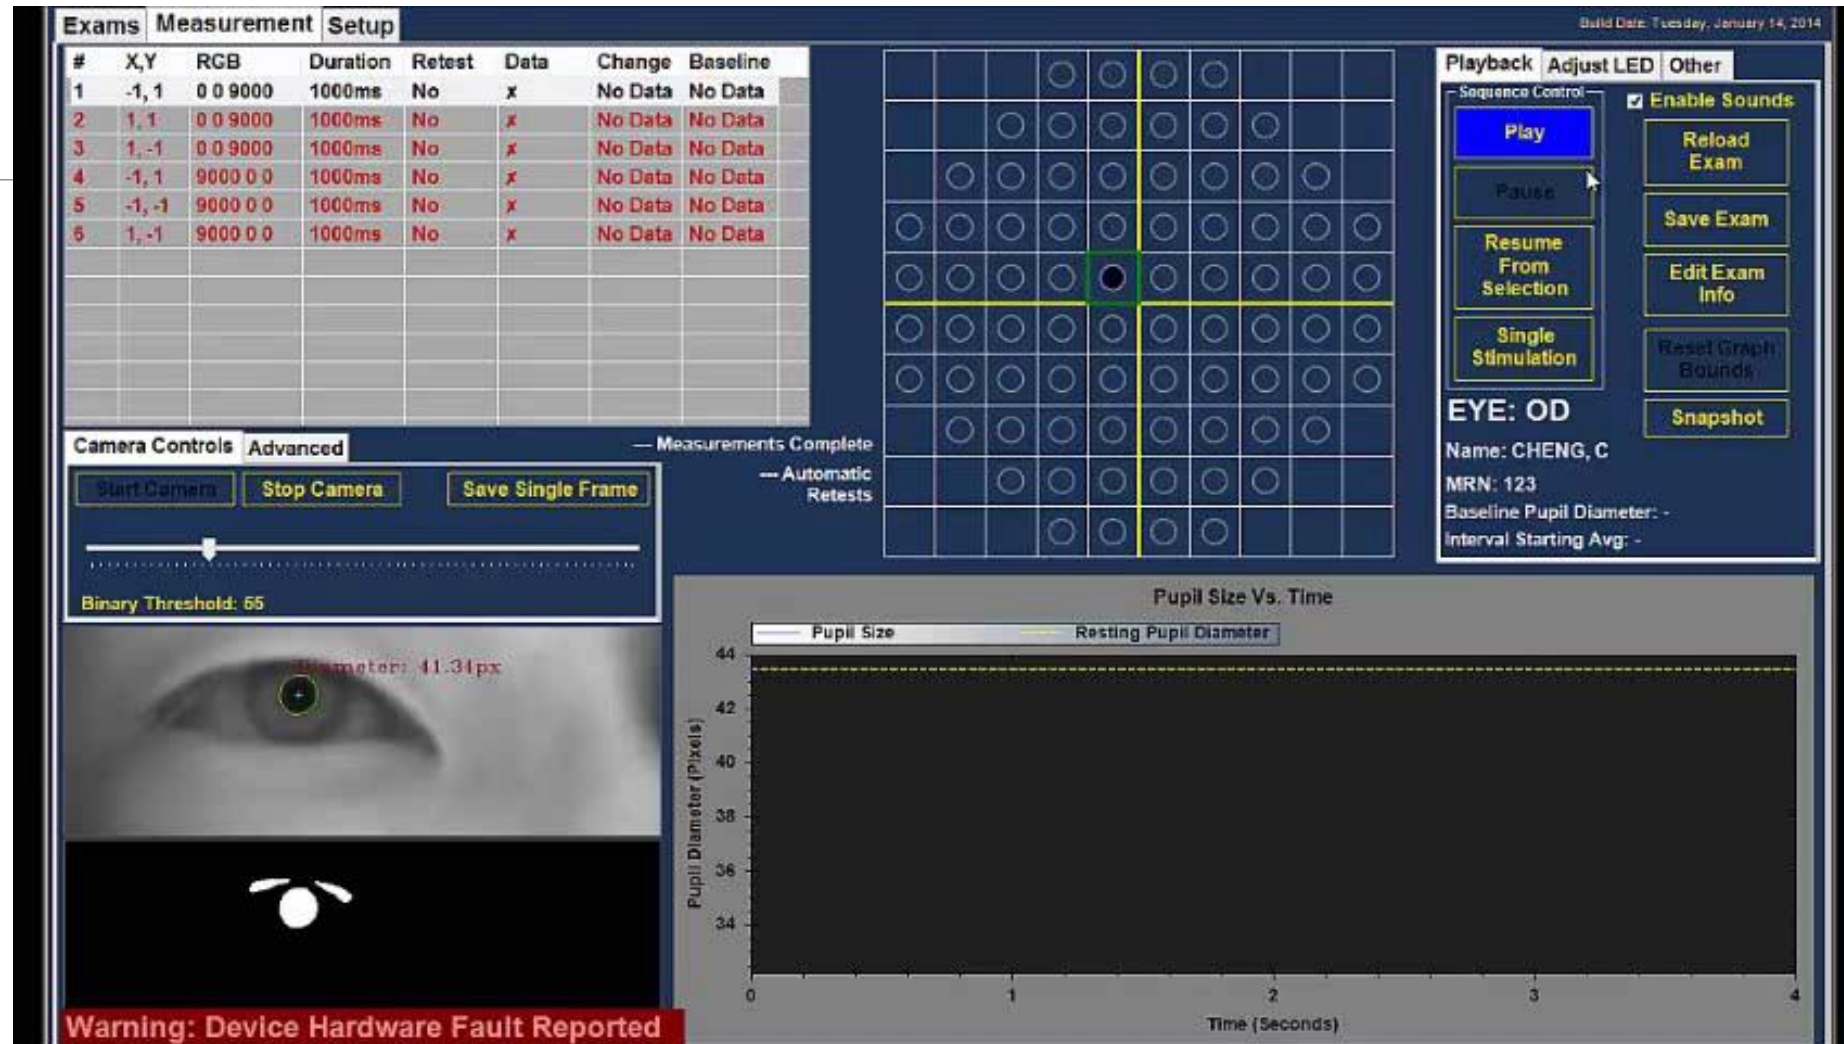 Exams Measurement Setup
Build Date: Tuesday, January 14, 2014
# X,Y RGB Duration Retest Data Change Baseline
1 -1, 1 0 0 9000 1000ms No x No Data No Data
2 1, 1 0 0 9000 1000ms No x No Data No Data
3 1, -1 0 0 9000 1000ms No x No Data No Data
4 -1, 1 9000 0 0 1000ms No x No Data No Data
5 -1, -1 9000 0 0 1000ms No x No Data No Data
6 1, -1 9000 0 0 1000ms No x No Data No Data
Playback Adjust LED Other
Sequence Control
Enable Sounds
Play
Reload
Exam
Pause
Save Exam
Resume
From
Selection
Edit Exam
Info
Single
Stimulation
Reset Graph
Bounds
Snapshot
EYE: OD
Name: CHENG, C
MRN: 123
Baseline Pupil Diameter: -
Interval Starting Avg: -
Camera Controls Advanced
— Measurements Complete
--- Automatic
Retests
Start Camera Stop Camera Save Single Frame
Binary Threshold: 55
Diameter: 41.34px
Warning: Device Hardware Fault Reported
Pupil Size Vs. Time
Pupil Size Resting Pupil Diameter
Pupil Diameter (Pixels)
44
42
40
38
36
34
0 1 2 3 4
Time (Seconds)